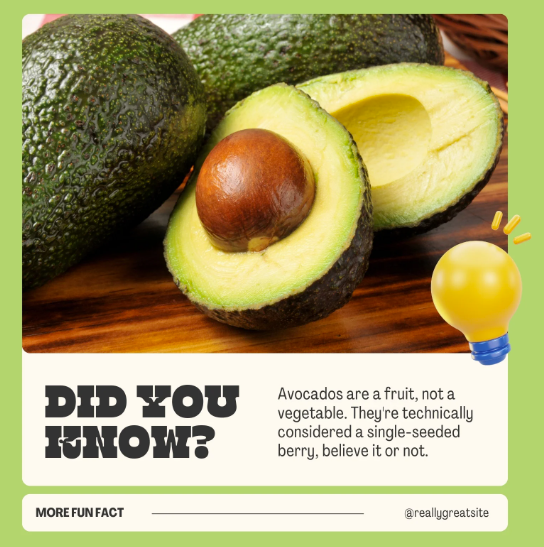 DID YOU
KNOW?
Avocados are a fruit, not a
vegetable. They're technically
considered a single-seeded
berry, believe it or not.
MORE FUN FACT
@reallygreatsite